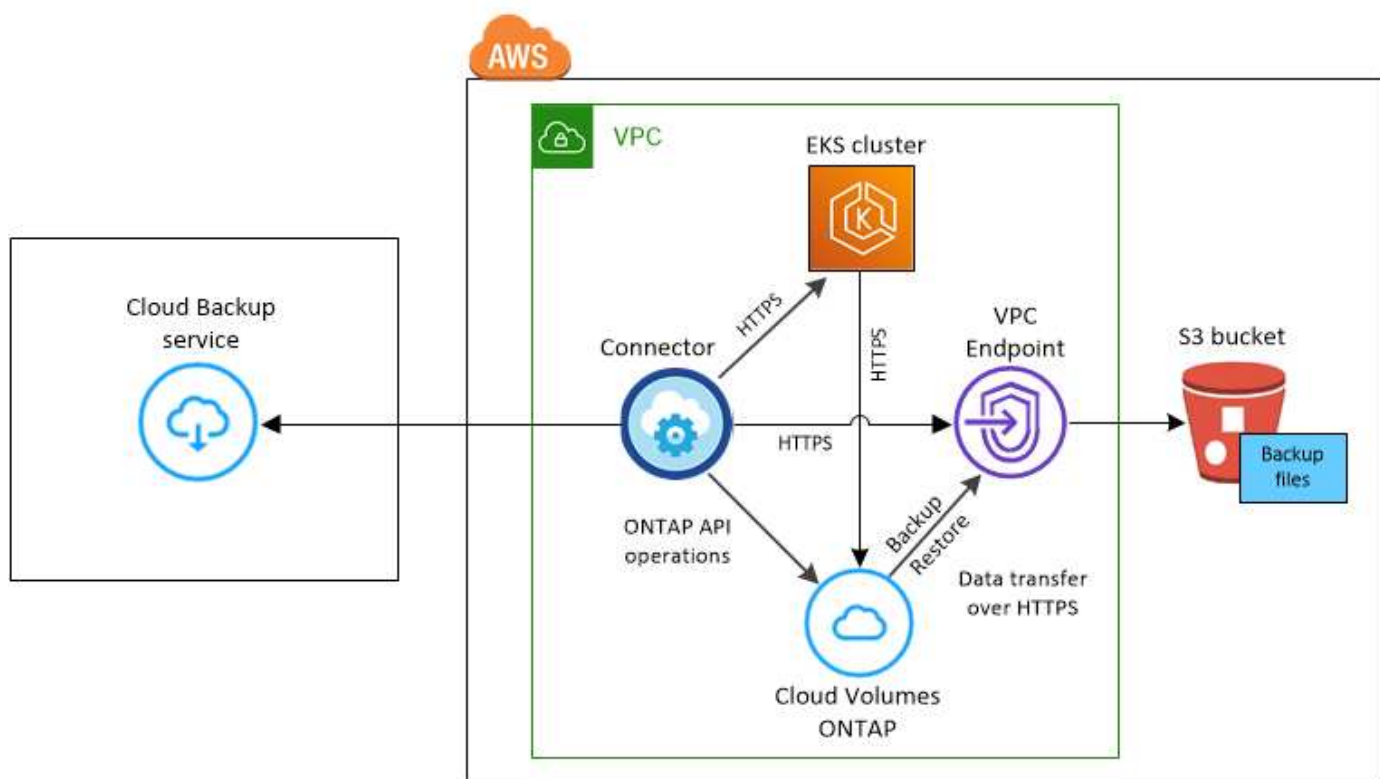 AWS
VPC
EKS cluster
Cloud Backup
service
HTTPS
VPC
Endpoint
S3 bucket
Connector
HTTPS
HTTPS
Backup
files
ONTAP API
operations
Backup
Restore
Data transfer
over HTTPS
Cloud Volumes
ONTAP
K